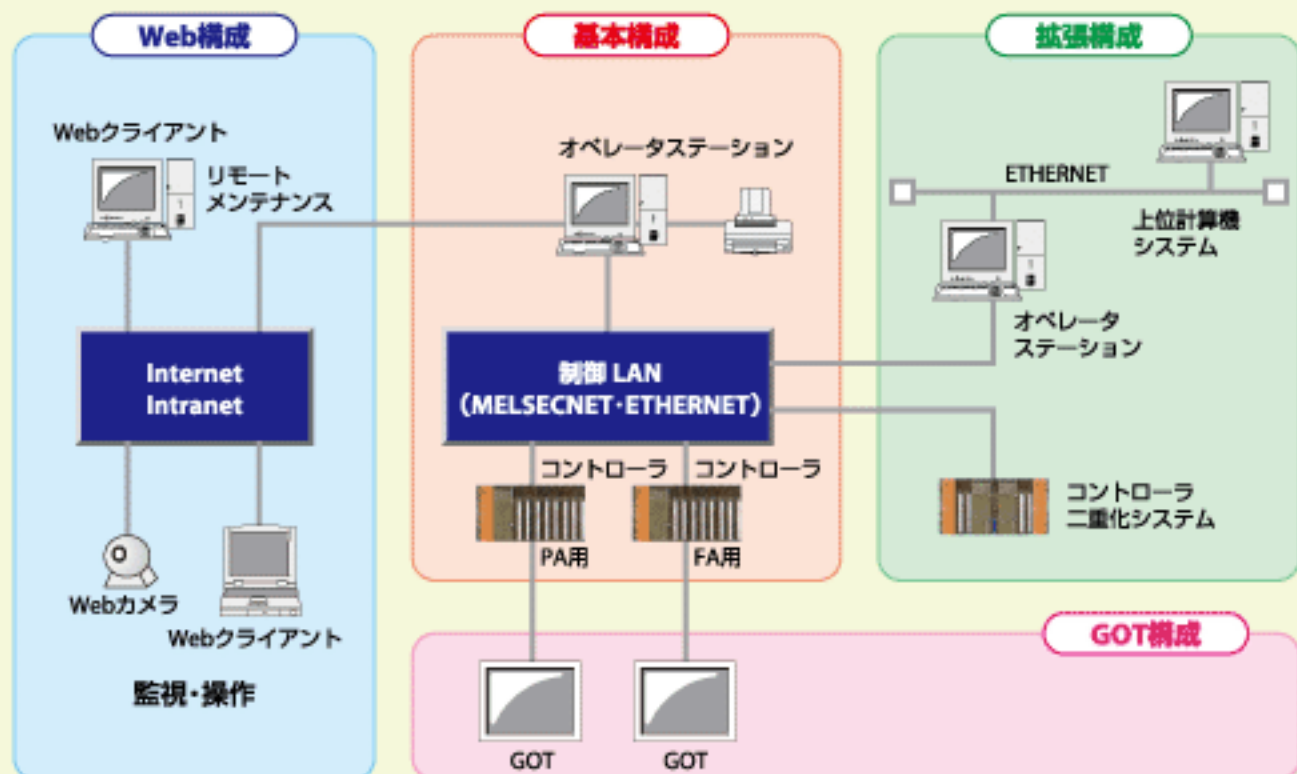 Web構成
Webクライアント
リモート
メンテナンス
Internet
Intranet
Webカメラ
Webクライアント
監視・操作
基本構成
オペレータステーション
制御 LAN
（MELSECNET・ETHERNET）
コントローラ
コントローラ
PA用
FA用
拡張構成
ETHERNET
上位計算機
システム
オペレータ
ステーション
コントローラ
二重化システム
GOT構成
GOT
GOT